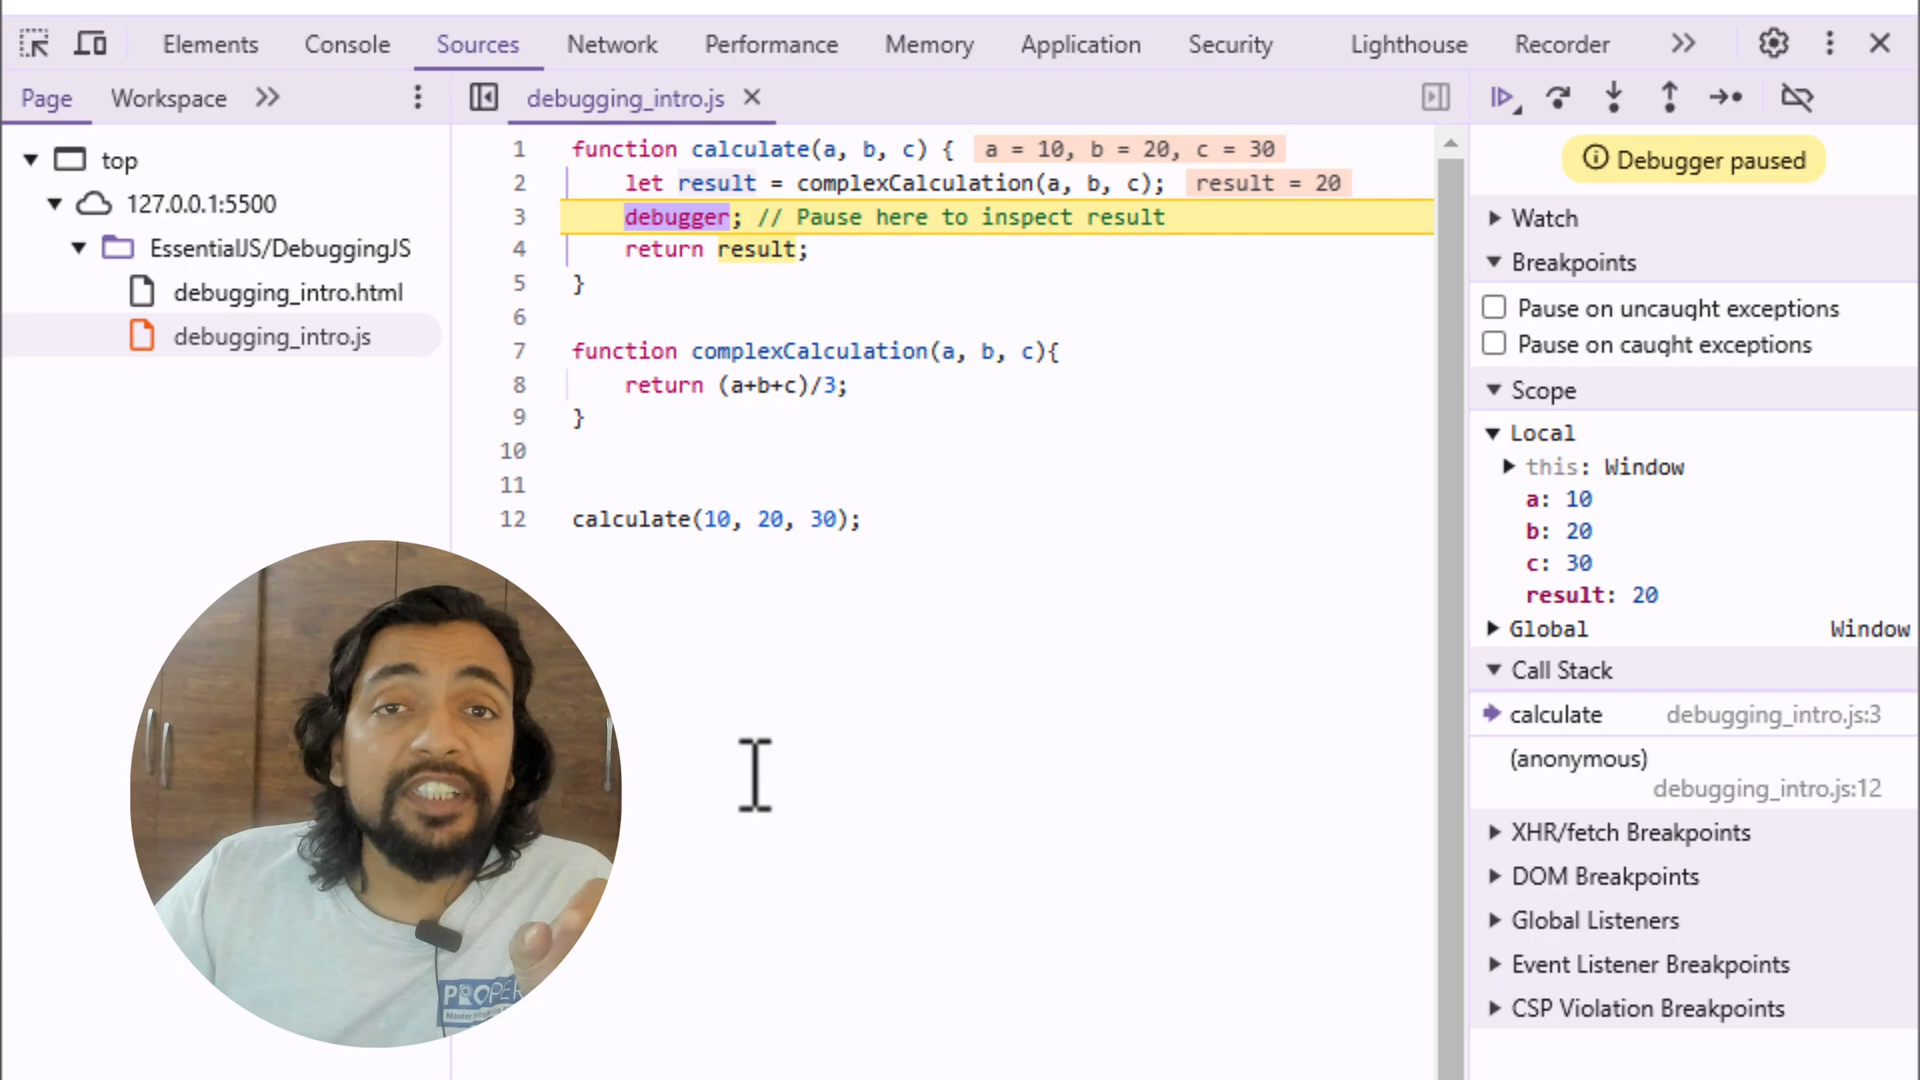 Elements Console Sources Network Performance Memory Application Security Lighthouse Recorder
Page Workspace
debugging_intro.js
top
127.0.0.1:5500
EssentialJS/DebuggingJS
debugging_intro.html
debugging_intro.js
1 function calculate(a, b, c) { a = 10, b = 20, c = 30
2 let result = complexCalculation(a, b, c); result = 20
3 debugger; // Pause here to inspect result
4 return result;
5 }
6
7 function complexCalculation(a, b, c){
8 return (a+b+c)/3;
9 }
10
11
12 calculate(10, 20, 30);
Debugger paused
Watch
Breakpoints
Pause on uncaught exceptions
Pause on caught exceptions
Scope
Local
this: Window
a: 10
b: 20
c: 30
result: 20
Global Window
Call Stack
calculate debugging_intro.js:3
(anonymous)
debugging_intro.js:12
XHR/fetch Breakpoints
DOM Breakpoints
Global Listeners
Event Listener Breakpoints
CSP Violation Breakpoints
Master